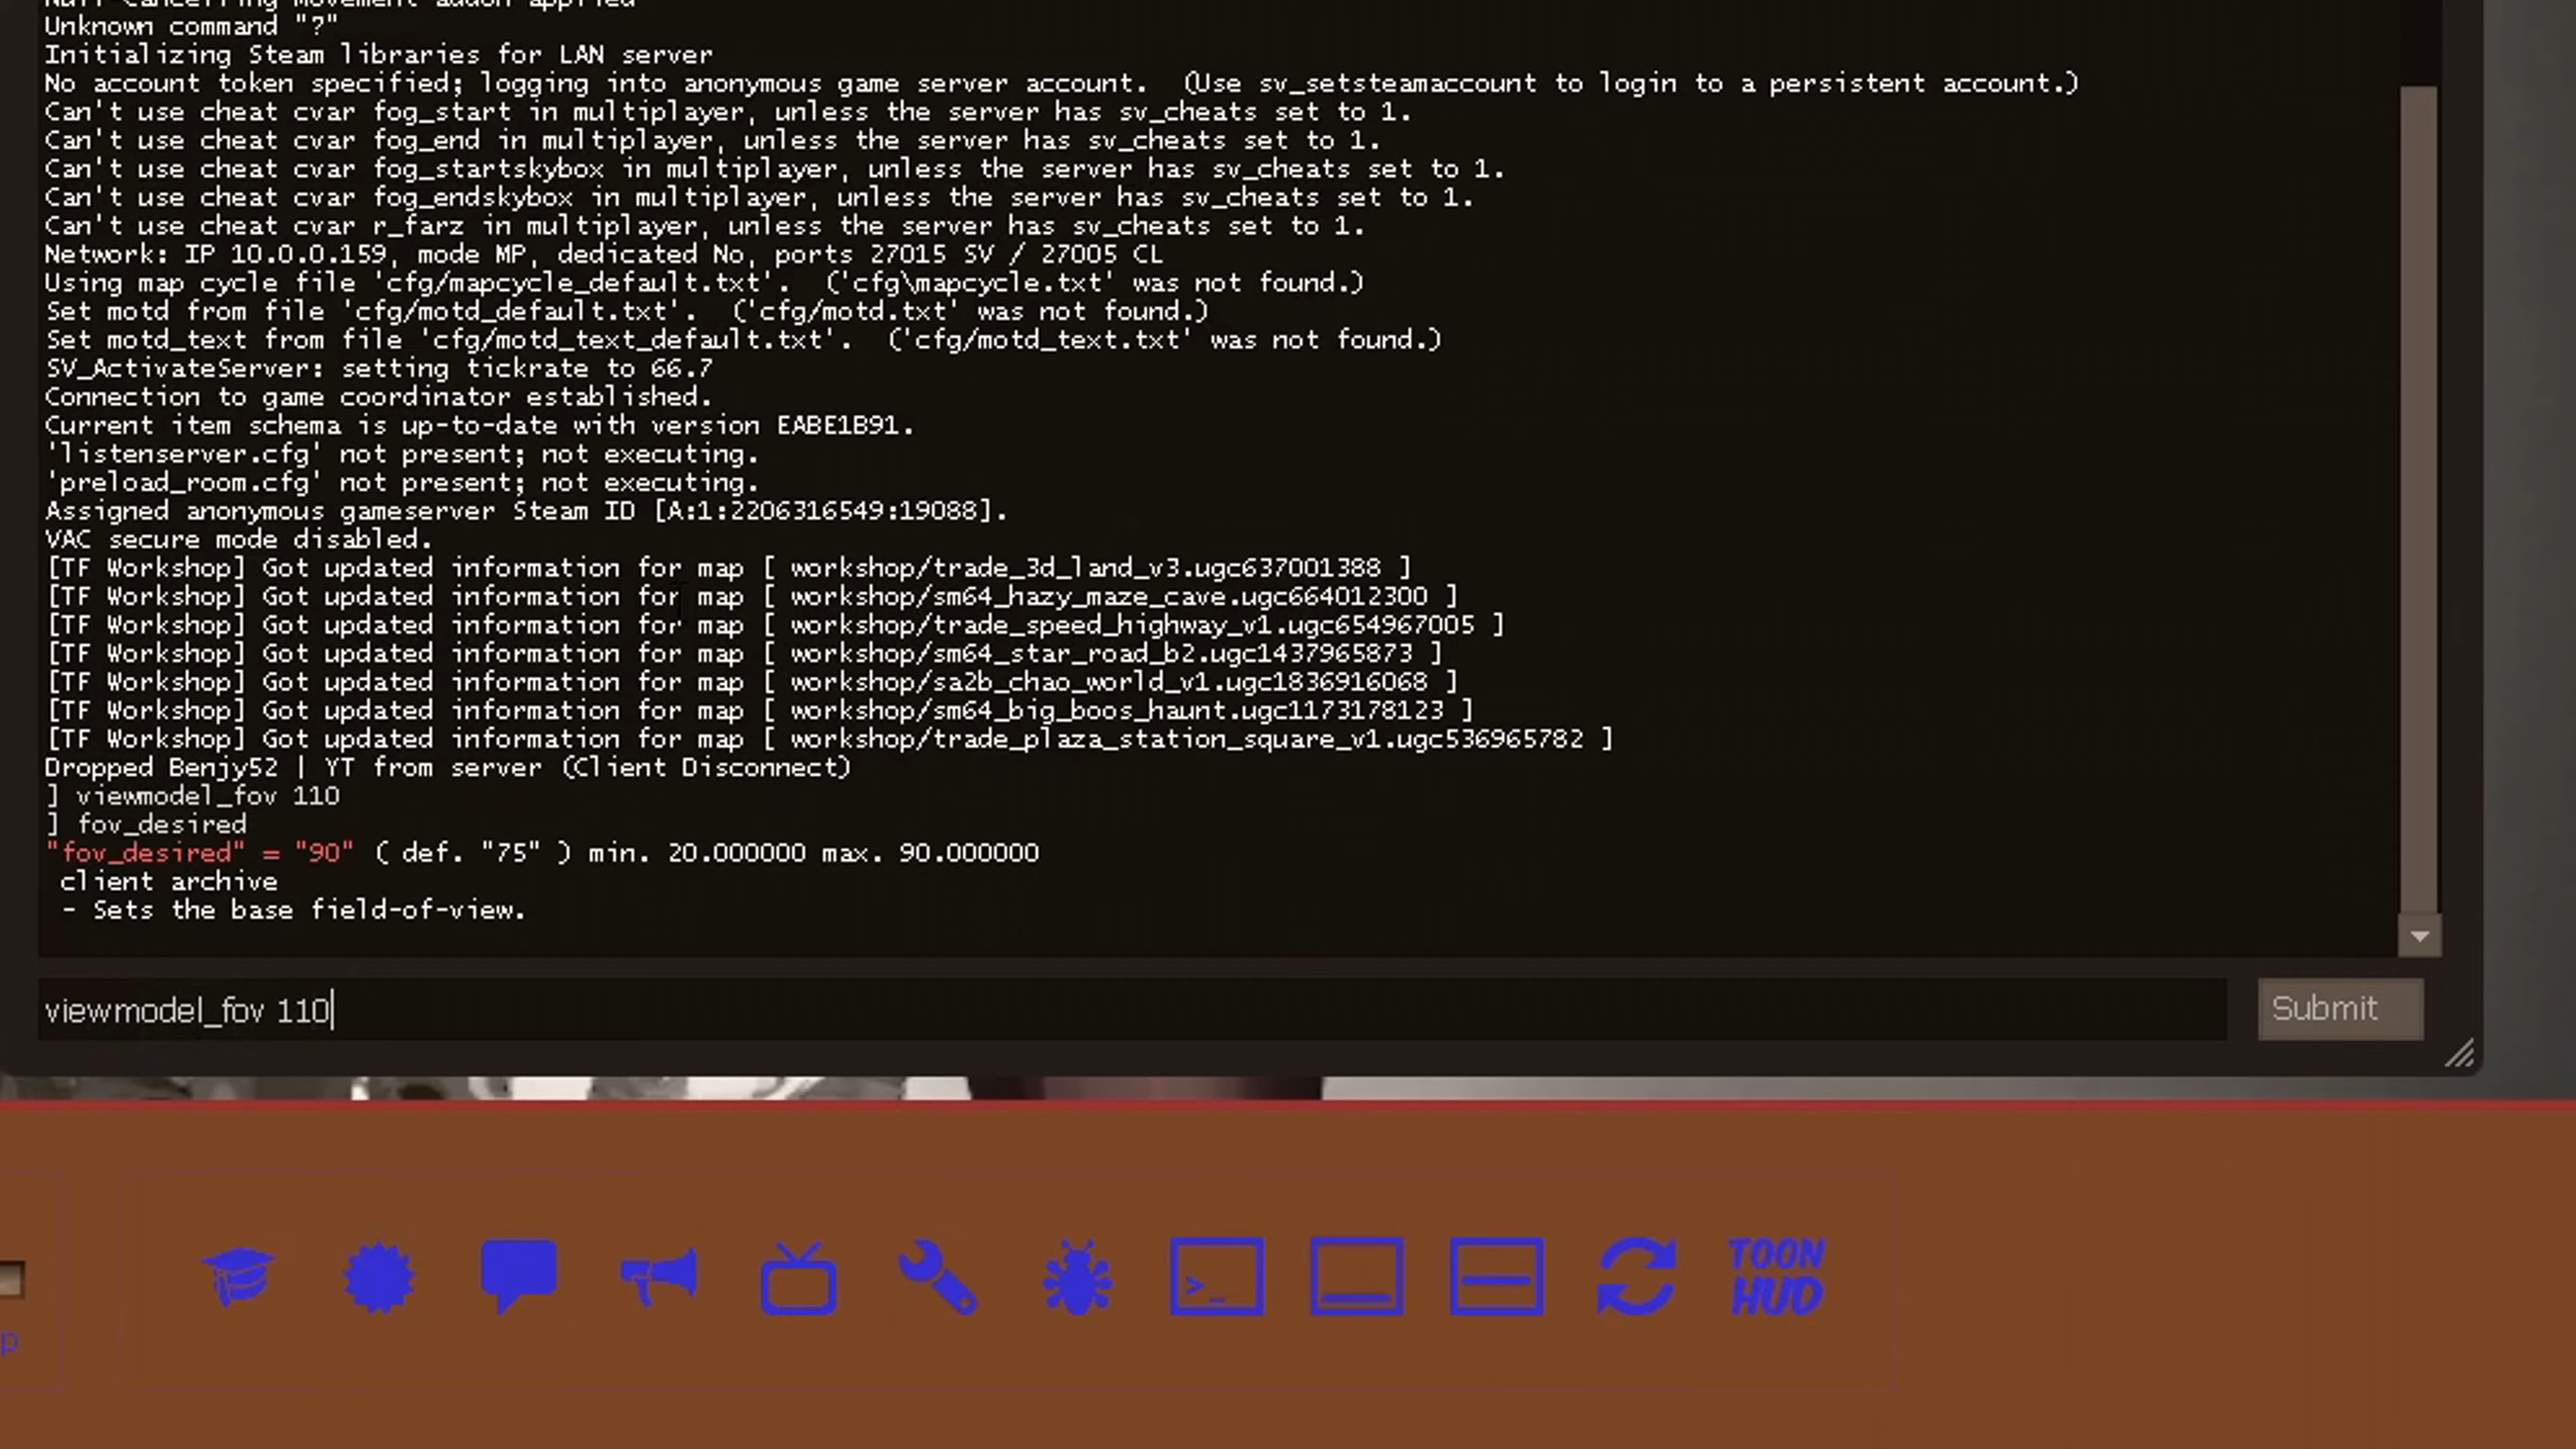 Null-Cancelling Movement addon applied
Unknown command "?"
Initializing Steam libraries for LAN server
No account token specified; logging into anonymous game server account.  (Use sv_setsteamaccount to login to a persistent account.)
Can't use cheat cvar fog_start in multiplayer, unless the server has sv_cheats set to 1.
Can't use cheat cvar fog_end in multiplayer, unless the server has sv_cheats set to 1.
Can't use cheat cvar fog_startskybox in multiplayer, unless the server has sv_cheats set to 1.
Can't use cheat cvar fog_endskybox in multiplayer, unless the server has sv_cheats set to 1.
Can't use cheat cvar r_farz in multiplayer, unless the server has sv_cheats set to 1.
Network: IP 10.0.0.159, mode MP, dedicated No, ports 27015 SV / 27005 CL
Using map cycle file 'cfg/mapcycle_default.txt'.  ('cfg\mapcycle.txt' was not found.)
Set motd from file 'cfg/motd_default.txt'.  ('cfg/motd.txt' was not found.)
Set motd_text from file 'cfg/motd_text_default.txt'.  ('cfg/motd_text.txt' was not found.)
SV_ActivateServer: setting tickrate to 66.7
Connection to game coordinator established.
Current item schema is up-to-date with version EABE1B91.
'listenserver.cfg' not present; not executing.
'preload_room.cfg' not present; not executing.
Assigned anonymous gameserver Steam ID [A:1:2206316549:19088].
VAC secure mode disabled.
[TF Workshop] Got updated information for map [ workshop/trade_3d_land_v3.ugc637001388 ]
[TF Workshop] Got updated information for map [ workshop/sm64_hazy_maze_cave.ugc664012300 ]
[TF Workshop] Got updated information for map [ workshop/trade_speed_highway_v1.ugc654967005 ]
[TF Workshop] Got updated information for map [ workshop/sm64_star_road_b2.ugc1437965873 ]
[TF Workshop] Got updated information for map [ workshop/sa2b_chao_world_v1.ugc1836916068 ]
[TF Workshop] Got updated information for map [ workshop/sm64_big_boos_haunt.ugc1173178123 ]
[TF Workshop] Got updated information for map [ workshop/trade_plaza_station_square_v1.ugc536965782 ]
Dropped Benjy52 | YT from server (Client Disconnect)
] viewmodel_fov 110
] fov_desired
"fov_desired" = "90" ( def. "75" ) min. 20.000000 max. 90.000000
client archive
- Sets the base field-of-view.
viewmodel_fov 110
Submit
p
>_
TOON
HUD